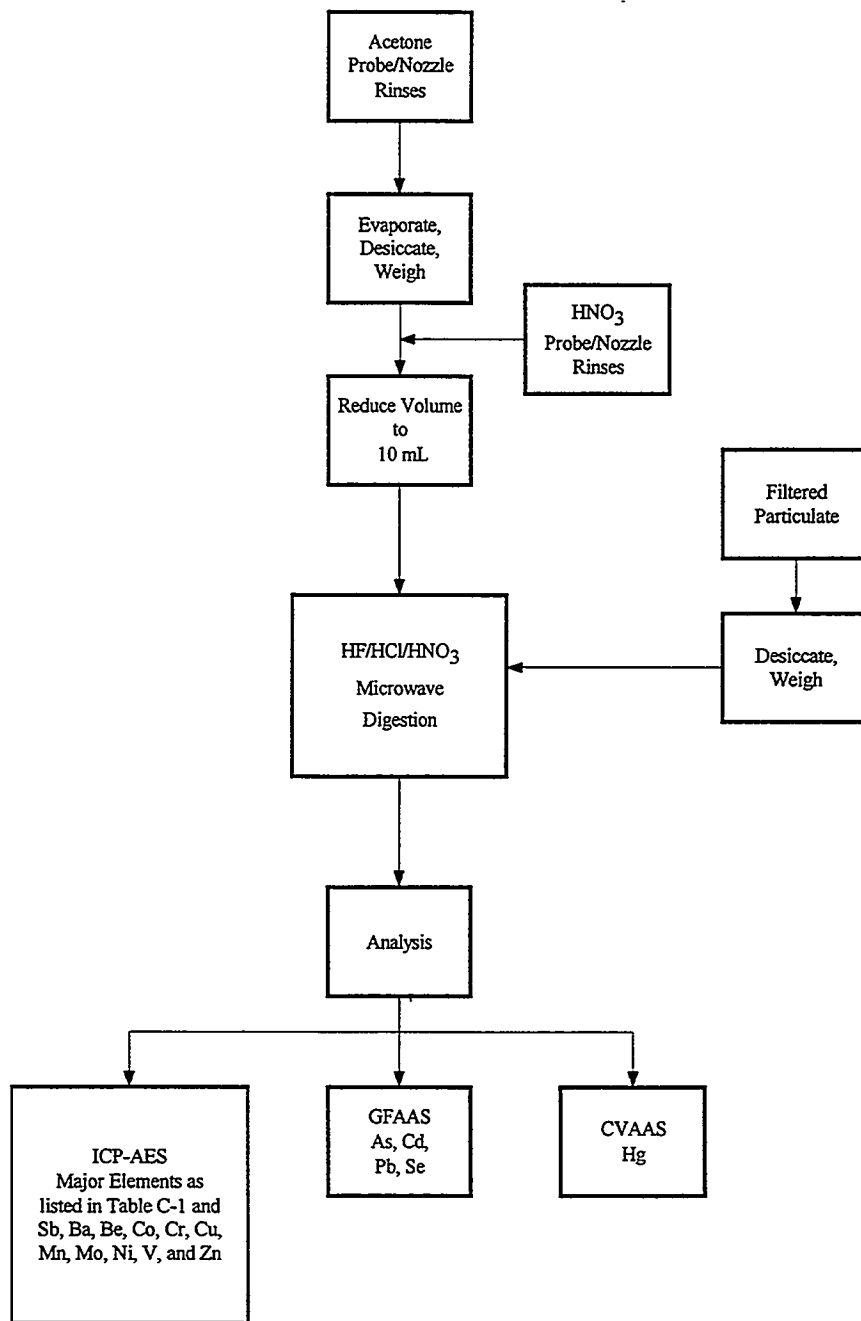 Acetone
Probe/Nozzle
Rinses
Evaporate,
Desiccate,
Weigh
HNO3
Probe/Nozzle
Rinses
Reduce Volume
to
10 mL
Filtered
Particulate
HF/HCl/HNO3
Microwave
Digestion
Desiccate,
Weigh
Analysis
ICP-AES
Major Elements as
listed in Table C-1 and
Sb, Ba, Be, Co, Cr, Cu,
Mn, Mo, Ni, V, and Zn
GFAAS
As, Cd,
Pb, Se
CVAAS
Hg